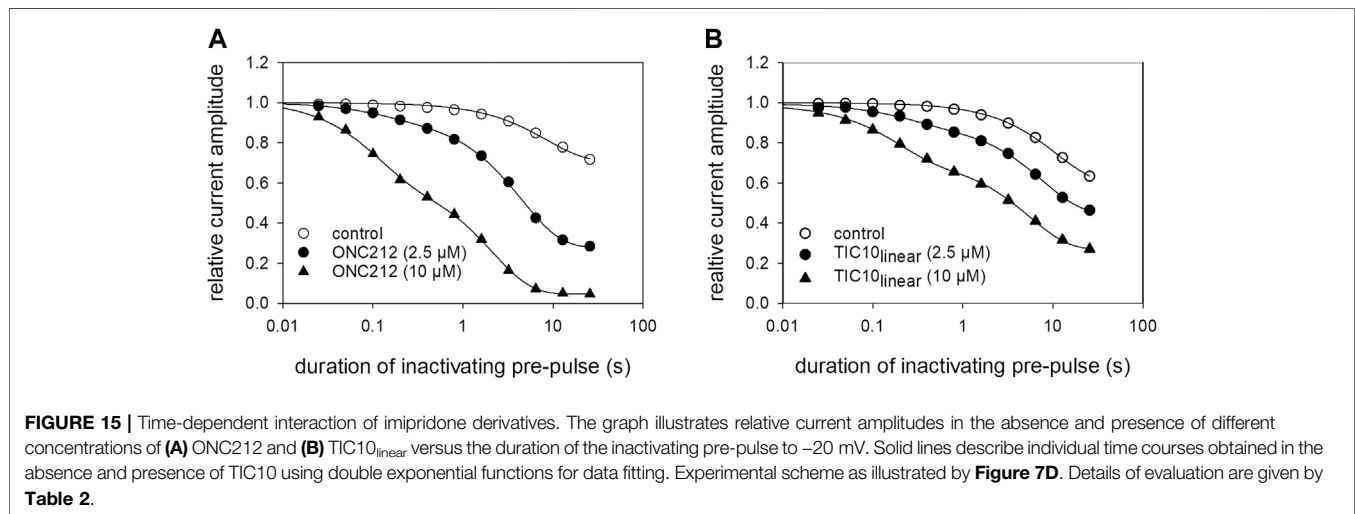 A
relative current amplitude
1.2
1.0
0.8
0.6
0.4
0.2
0.0
control
ONC212 (2.5 µM)
ONC212 (10 µM)
0.01 0.1 1 10 100
duration of inactivating pre-pulse (s)
B
realtive current ampltiude
1.2
1.0
0.8
0.6
0.4
0.2
0.0
control
TIC10linear (2.5 µM)
TIC10linear (10 µM)
0.01 0.1 1 10 100
duration of inactivating pre-pulse (s)
FIGURE 15 | Time-dependent interaction of imipridone derivatives. The graph illustrates relative current amplitudes in the absence and presence of different
concentrations of (A) ONC212 and (B) TIC10linear versus the duration of the inactivating pre-pulse to –20 mV. Solid lines describe individual time courses obtained in the
absence and presence of TIC10 using double exponential functions for data fitting. Experimental scheme as illustrated by Figure 7D. Details of evaluation are given by
Table 2.